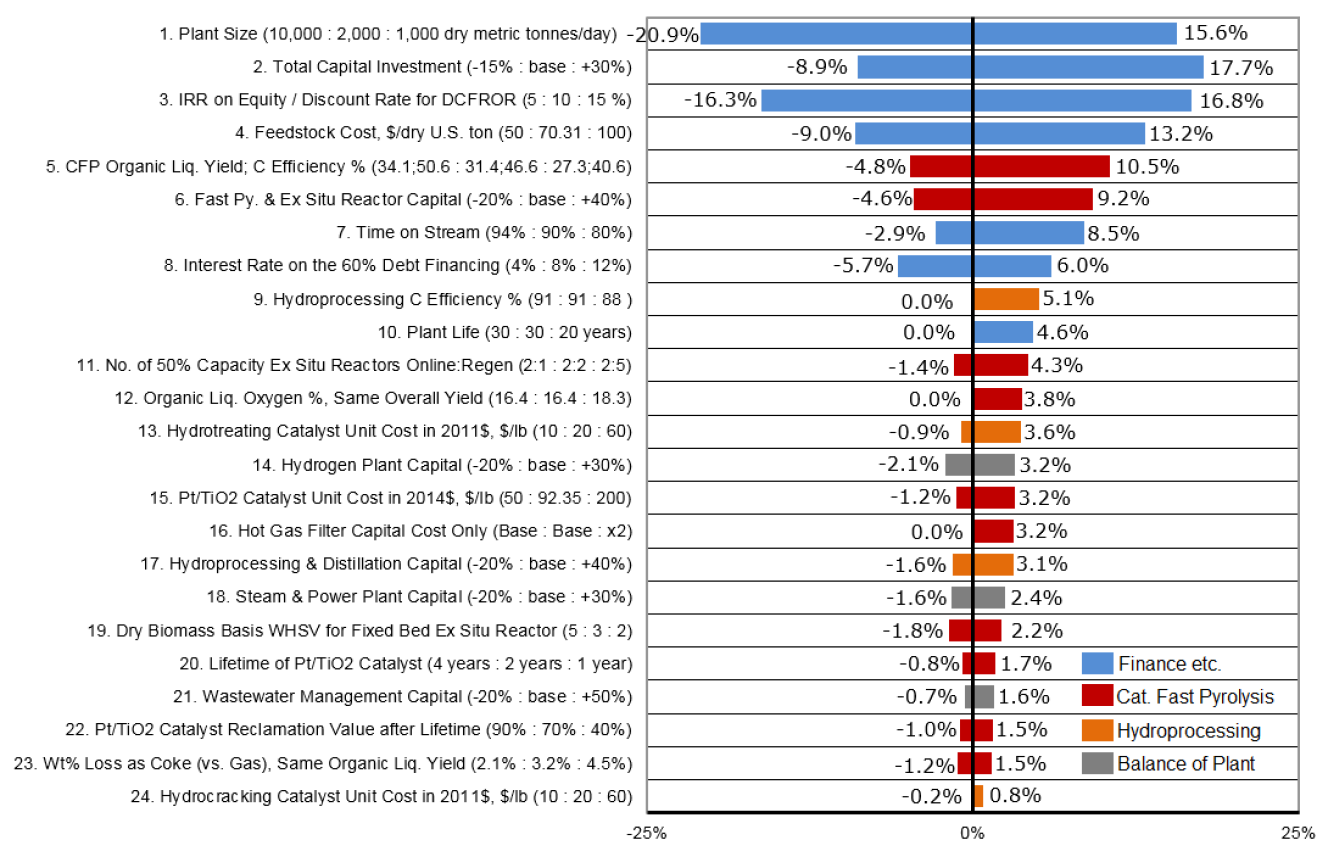 1. Plant Size (10,000 : 2,000 : 1,000 dry metric tonnes/day) -20.9% 15.6%
2. Total Capital Investment (-15% : base : +30%) -8.9% 17.7%
3. IRR on Equity / Discount Rate for DCFROR (5 : 10 : 15 %) -16.3% 16.8%
4. Feedstock Cost, $/dry U.S. ton (50 : 70.31 : 100) -9.0% 13.2%
5. CFP Organic Liq. Yield; C Efficiency % (34.1;50.6 : 31.4;46.6 : 27.3;40.6) -4.8% 10.5%
6. Fast Py. & Ex Situ Reactor Capital (-20% : base : +40%) -4.6% 9.2%
7. Time on Stream (94% : 90% : 80%) -2.9% 8.5%
8. Interest Rate on the 60% Debt Financing (4% : 8% : 12%) -5.7% 6.0%
9. Hydroprocessing C Efficiency % (91 : 91 : 88 ) 0.0% 5.1%
10. Plant Life (30 : 30 : 20 years) 0.0% 4.6%
11. No. of 50% Capacity Ex Situ Reactors Online:Regen (2:1 : 2:2 : 2:5) -1.4% 4.3%
12. Organic Liq. Oxygen %, Same Overall Yield (16.4 : 16.4 : 18.3) 0.0% 3.8%
13. Hydrotreating Catalyst Unit Cost in 2011$, $/lb (10 : 20 : 60) -0.9% 3.6%
14. Hydrogen Plant Capital (-20% : base : +30%) -2.1% 3.2%
15. Pt/TiO2 Catalyst Unit Cost in 2014$, $/lb (50 : 92.35 : 200) -1.2% 3.2%
16. Hot Gas Filter Capital Cost Only (Base : Base : x2) 0.0% 3.2%
17. Hydroprocessing & Distillation Capital (-20% : base : +40%) -1.6% 3.1%
18. Steam & Power Plant Capital (-20% : base : +30%) -1.6% 2.4%
19. Dry Biomass Basis WHSV for Fixed Bed Ex Situ Reactor (5 : 3 : 2) -1.8% 2.2%
20. Lifetime of Pt/TiO2 Catalyst (4 years : 2 years : 1 year) -0.8% 1.7% Finance etc.
21. Wastewater Management Capital (-20% : base : +50%) -0.7% 1.6% Cat. Fast Pyrolysis
22. Pt/TiO2 Catalyst Reclamation Value after Lifetime (90% : 70% : 40%) -1.0% 1.5% Hydroprocessing
23. Wt% Loss as Coke (vs. Gas), Same Organic Liq. Yield (2.1% : 3.2% : 4.5%) -1.2% 1.5% Balance of Plant
24. Hydrocracking Catalyst Unit Cost in 2011$, $/lb (10 : 20 : 60) -0.2% 0.8%
-25% 0% 25%